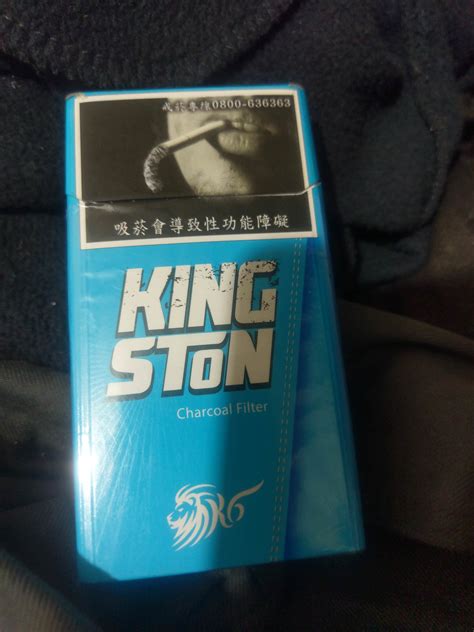 戒菸專線0800-636363
吸菸會導致性功能障礙
KING
STON
Charcoal Filter
K6